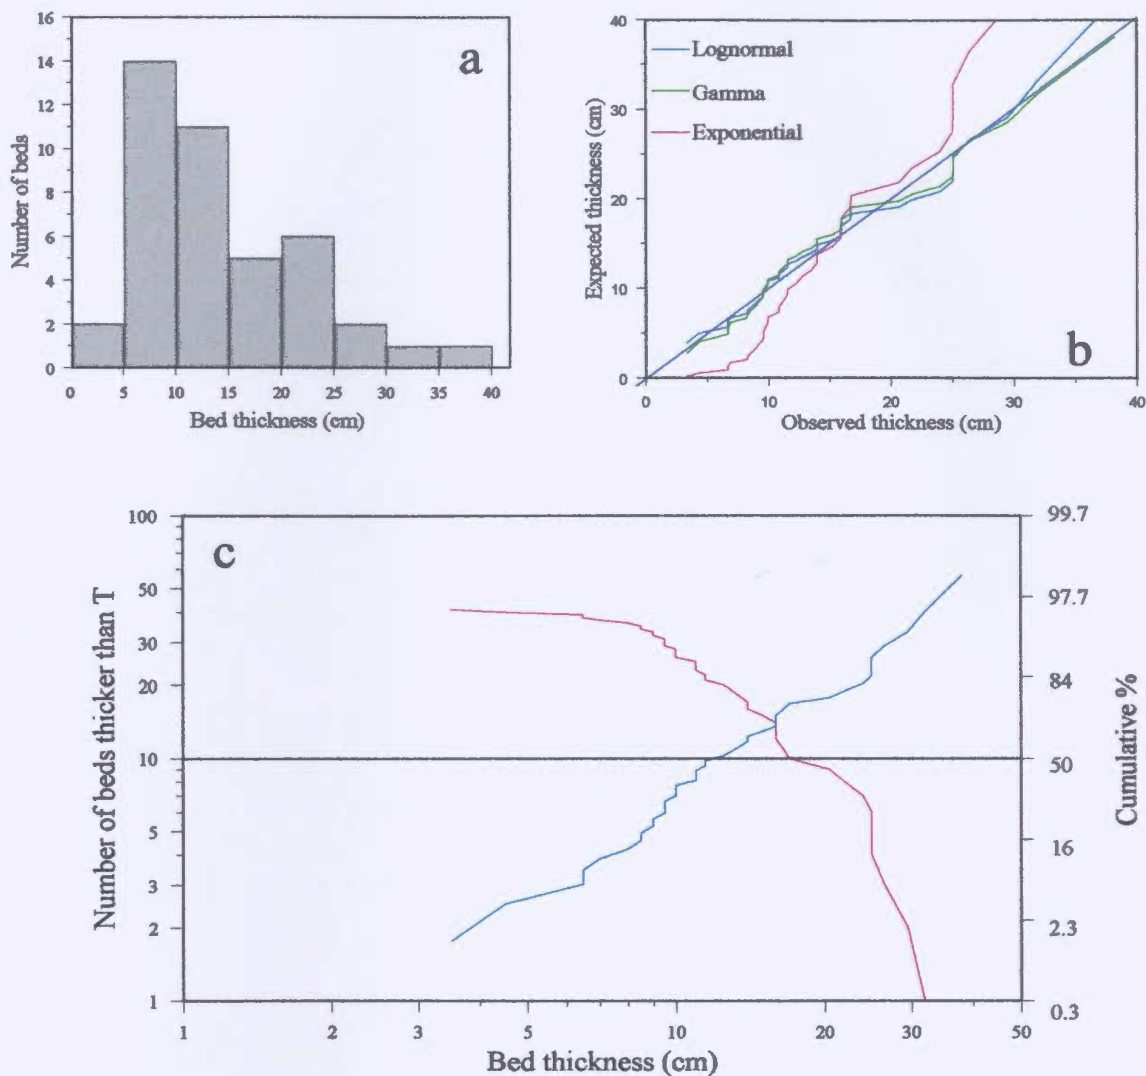 a
16
14
12
10
8
6
4
2
0
Number of beds
0 5 10 15 20 25 30 35 40
Bed thickness (cm)
b
Lognormal
Gamma
Exponential
40
30
20
10
0
Expected thickness (cm)
0 10 20 30 40
Observed thickness (cm)
c
100
50
30
20
10
5
3
2
1
Number of beds thicker than T
99.7
97.7
84
50
16
2.3
0.3
Cumulative %
1 2 3 5 10 20 30 50
Bed thickness (cm)